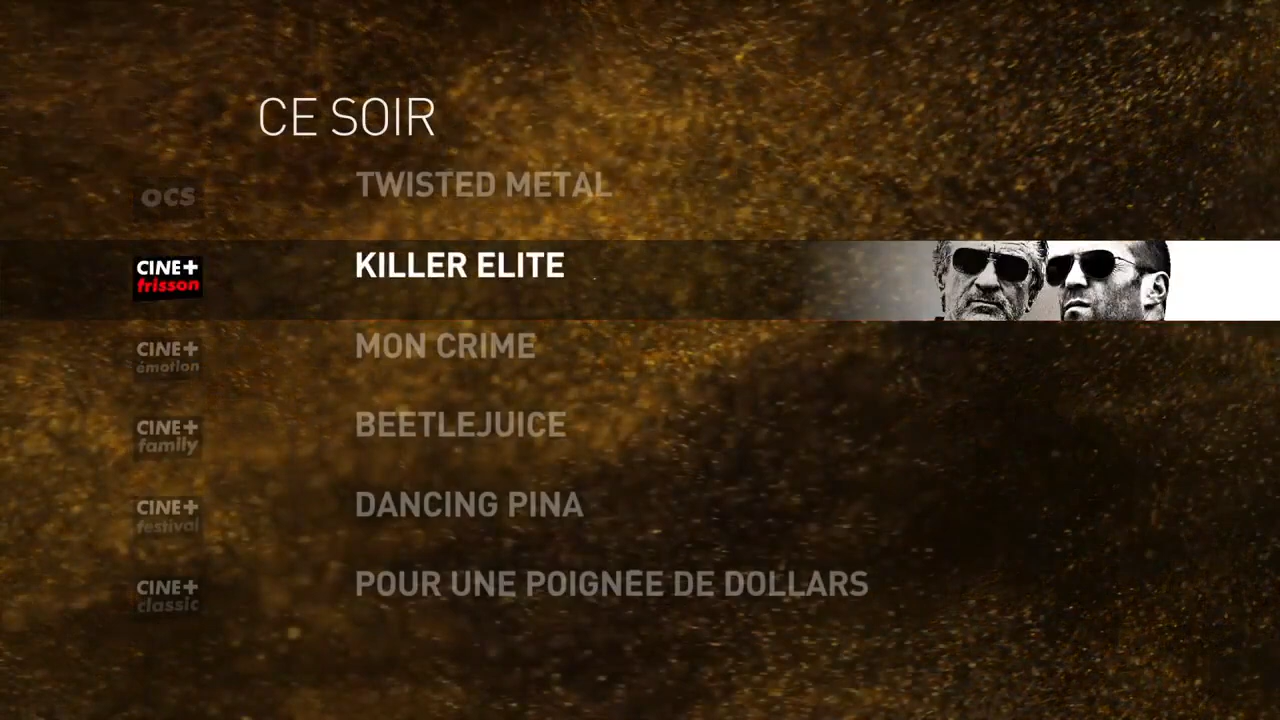 CE SOIR
OCS
TWISTED METAL
CINE+
frisson
KILLER ELITE
CINE+
émotion
MON CRIME
CINE+
family
BEETLEJUICE
CINE+
festival
DANCING PINA
CINE+
classic
POUR UNE POIGNÉE DE DOLLARS